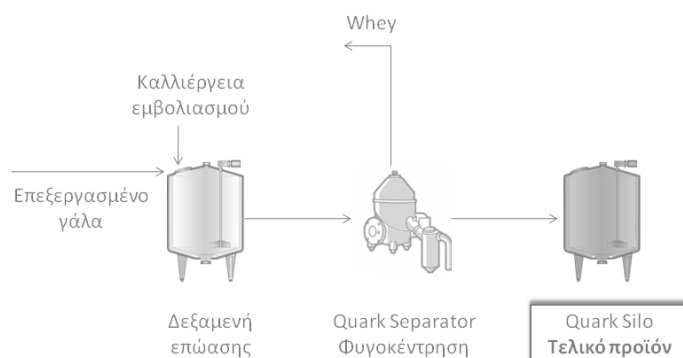 Whey
Καλλιέργεια
εμβολιασμού
Επεξεργασμένο
γάλα
Δεξαμενή
επώασης
Quark Separator
Φυγοκέντρηση
Quark Silo
Τελικό προϊόν